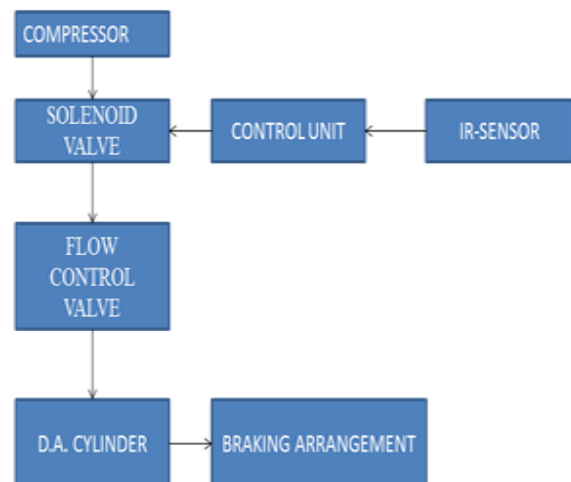 COMPRESSOR
SOLENOID
VALVE
CONTROL UNIT
IR-SENSOR
FLOW
CONTROL
VALVE
D.A. CYLINDER
BRAKING ARRANGEMENT